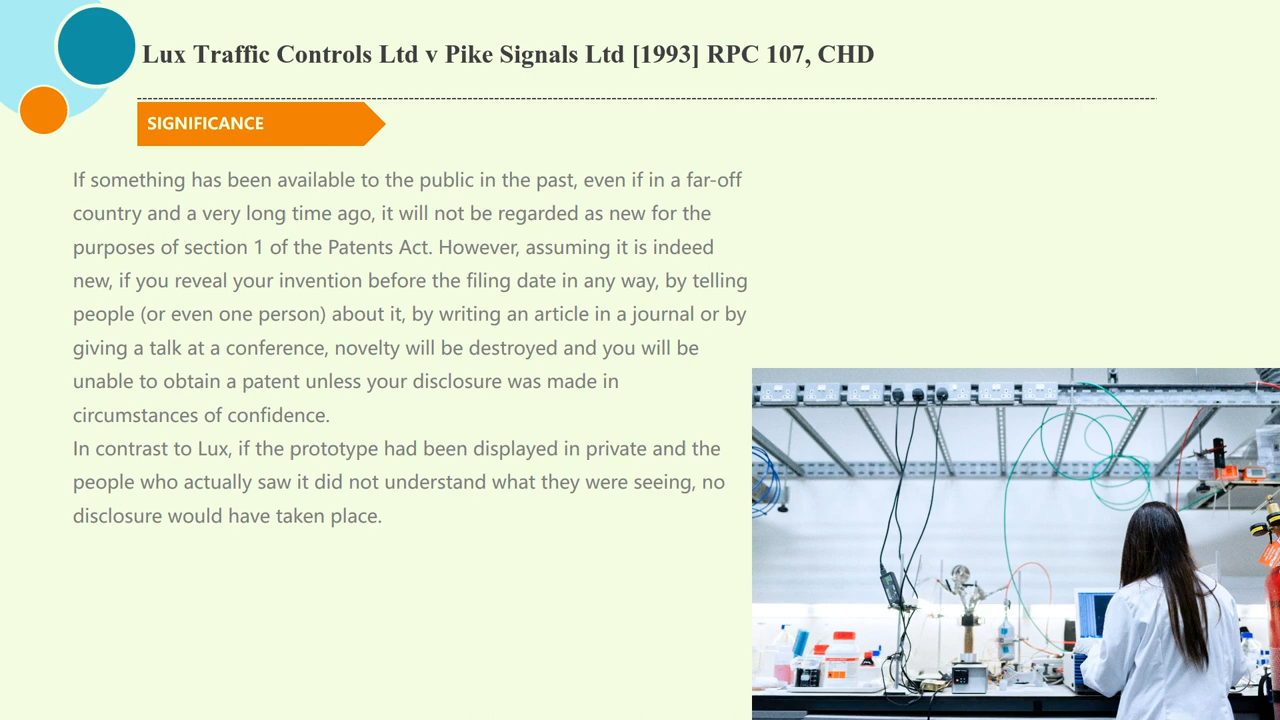 Lux Traffic Controls Ltd v Pike Signals Ltd [1993] RPC 107, CHD
SIGNIFICANCE
If something has been available to the public in the past, even if in a far-off
country and a very long time ago, it will not be regarded as new for the
purposes of section 1 of the Patents Act. However, assuming it is indeed
new, if you reveal your invention before the filing date in any way, by telling
people (or even one person) about it, by writing an article in a journal or by
giving a talk at a conference, novelty will be destroyed and you will be
unable to obtain a patent unless your disclosure was made in
circumstances of confidence.
In contrast to Lux, if the prototype had been displayed in private and the
people who actually saw it did not understand what they were seeing, no
disclosure would have taken place.